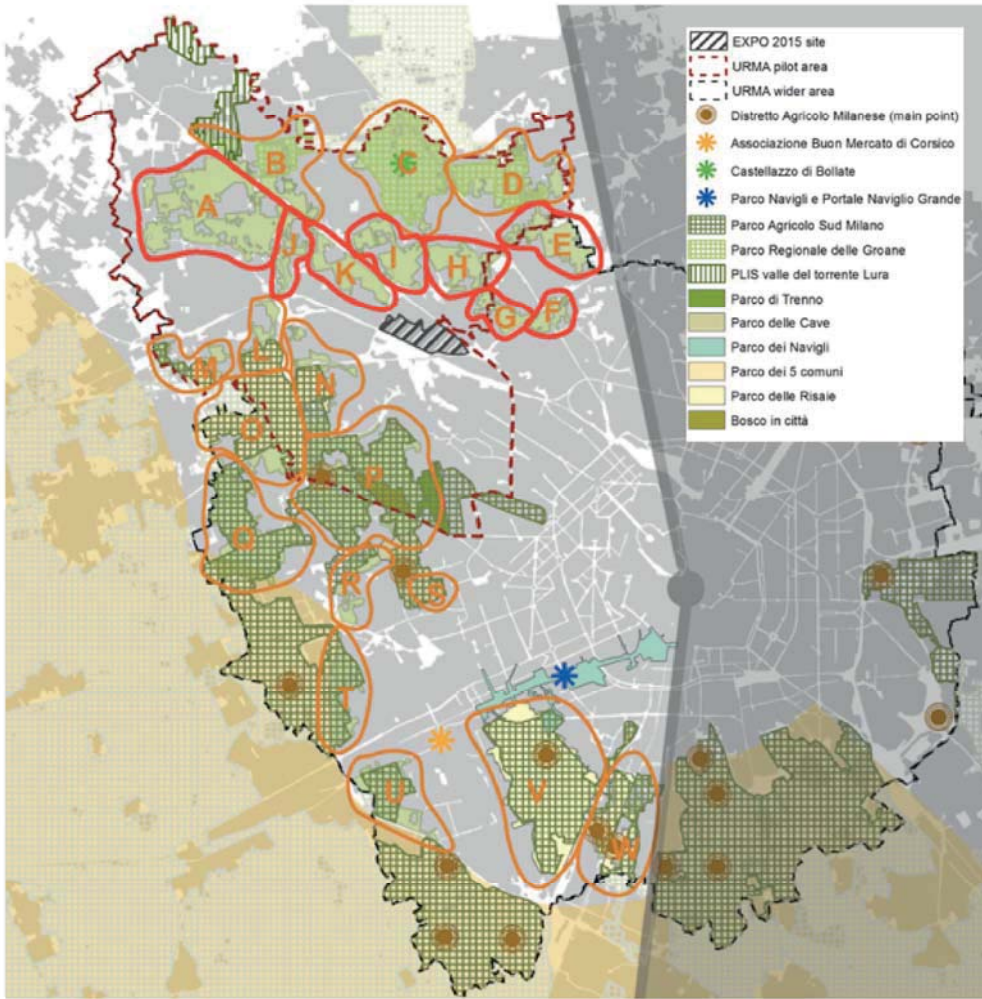 EXPO 2015 site
URMA pilot area
URMA wider area
Distretto Agricolo Milanese (main point)
Associazione Buon Mercato di Corsico
Castellazzo di Bollate
Parco Navigli e Portale Naviglio Grande
Parco Agricolo Sud Milano
Parco Regionale delle Groane
PLIS valle del torrente Lura
Parco di Trenno
Parco delle Cave
Parco dei Navigli
Parco dei 5 comuni
Parco delle Risaie
Bosco in città
B
C
D
A
E
J
I
K
H
G
F
L
M
N
O
P
Q
R
S
T
U
V
W